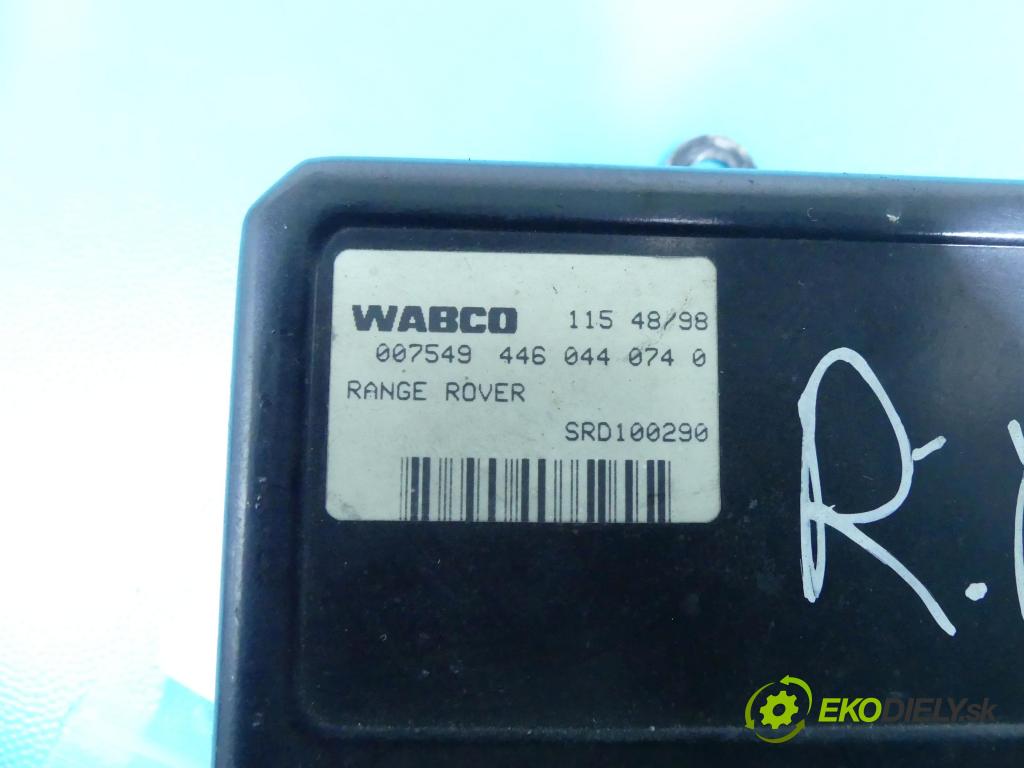 WABCO 115 48/98
007549 446 044 074 0
RANGE ROVER
SRD100290
R.
EKODIELY.sk